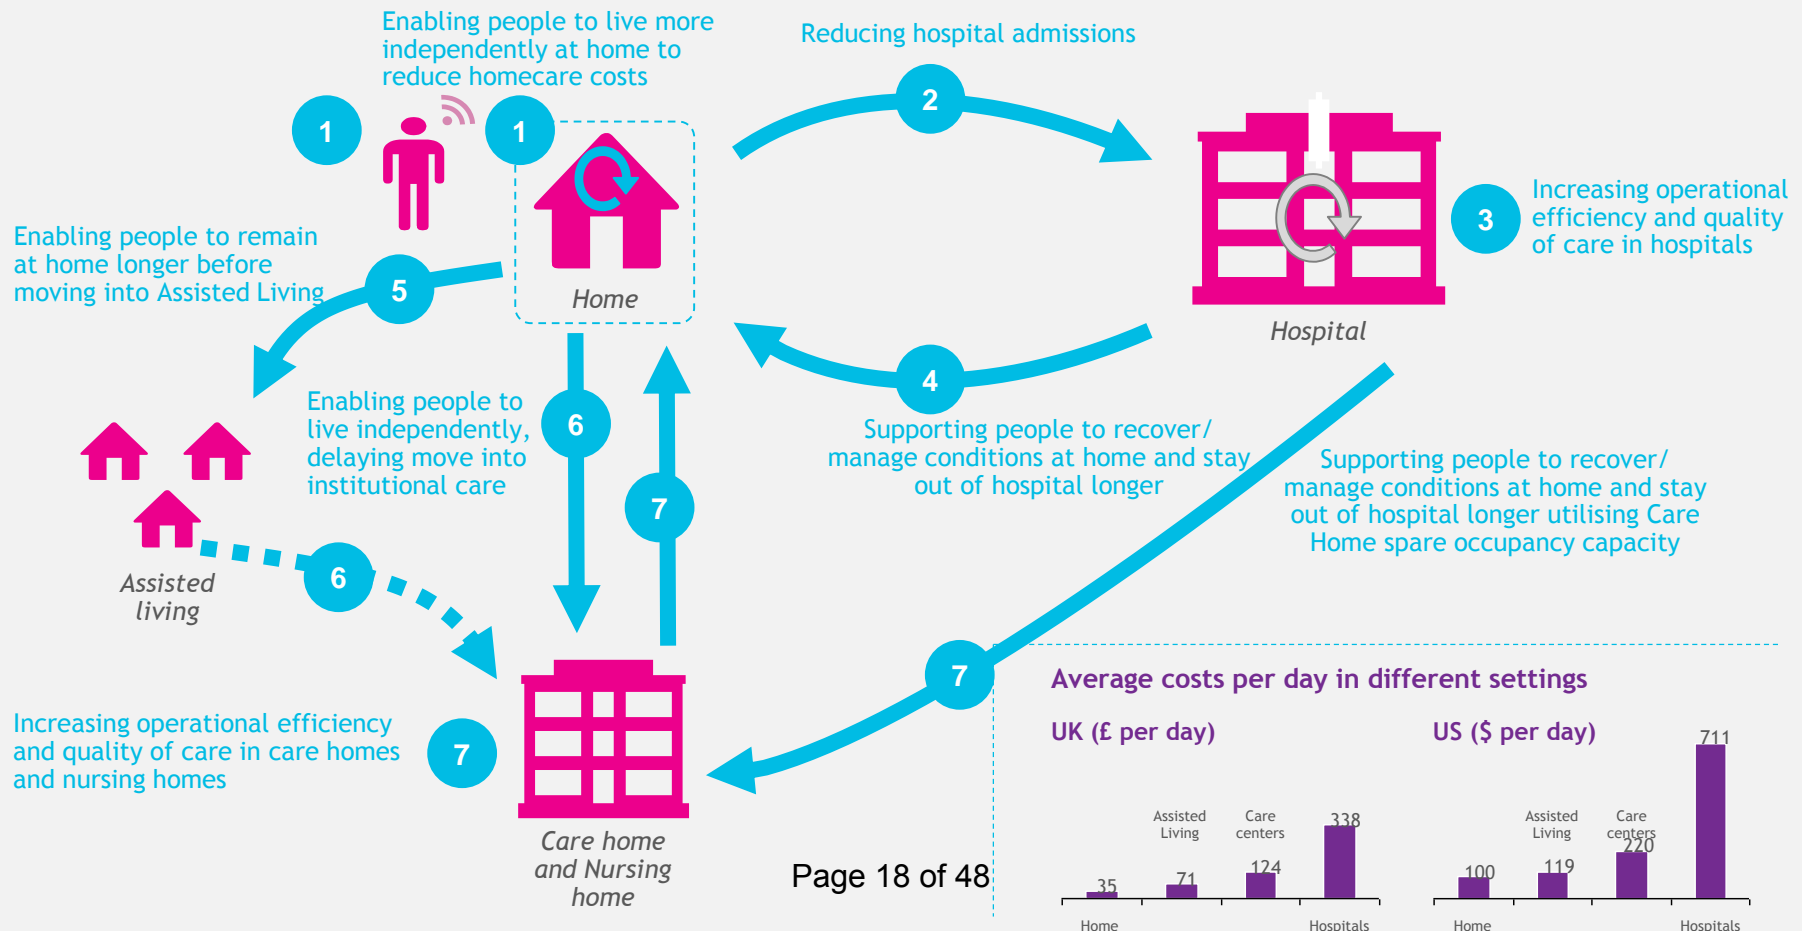 Enabling people to live more
independently at home to
reduce homecare costs
Reducing hospital admissions
1
1
2
Home
Hospital
3
Increasing operational
efficiency and quality
of care in hospitals
Enabling people to remain
at home longer before
moving into Assisted Living
5
4
Supporting people to recover/
manage conditions at home and stay
out of hospital longer
Enabling people to
live independently,
delaying move into
institutional care
6
7
Supporting people to recover/
manage conditions at home and stay
out of hospital longer utilising Care
Home spare occupancy capacity
Assisted
living
6
7
Increasing operational efficiency
and quality of care in care homes
and nursing homes
7
Care home
and Nursing
home
Page 18 of 48
Average costs per day in different settings
UK (£ per day)
35
71
124
338
Home
Assisted
Living
Care
centers
Hospitals
US ($ per day)
100
119
220
711
Home
Assisted
Living
Care
centers
Hospitals